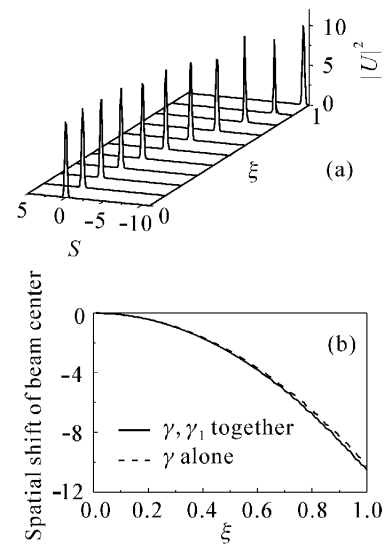 10
5
0
|U|²
1
ξ
(a)
5
0
-5
-10
0
S
Spatial shift of beam center
0
-4
-8
-12
(b)
γ, γ₁ together
γ alone
0.0
0.2
0.4
0.6
0.8
1.0
ξ